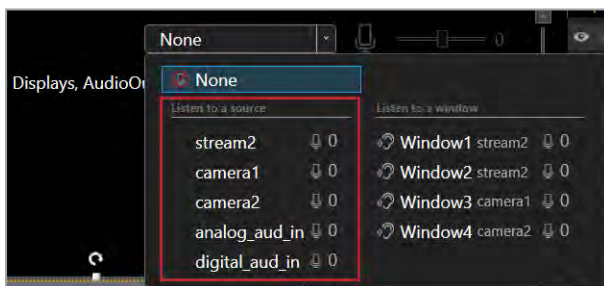 None
0
Displays, AudioOu
None
Listen to a source
stream2 0
camera1 0
camera2 0
analog_aud_in 0
digital_aud_in 0
Listen to a window
Window1 stream2 0
Window2 stream2 0
Window3 camera1 0
Window4 camera2 0